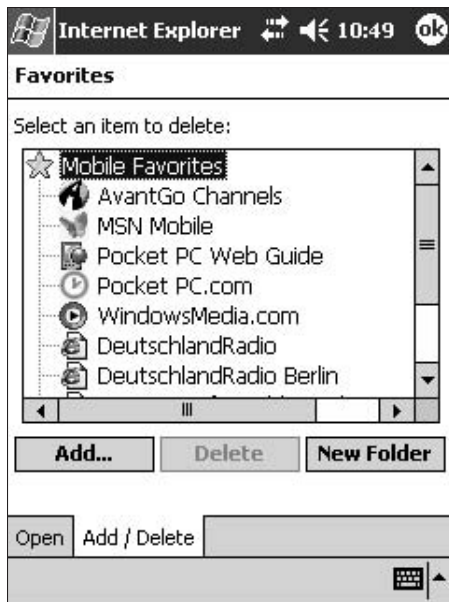 Internet Explorer 10:49 ok
Favorites
Select an item to delete:
Mobile Favorites
AvantGo Channels
MSN Mobile
Pocket PC Web Guide
Pocket PC.com
WindowsMedia.com
DeutschlandRadio
DeutschlandRadio Berlin
Add... Delete New Folder
Open Add / Delete